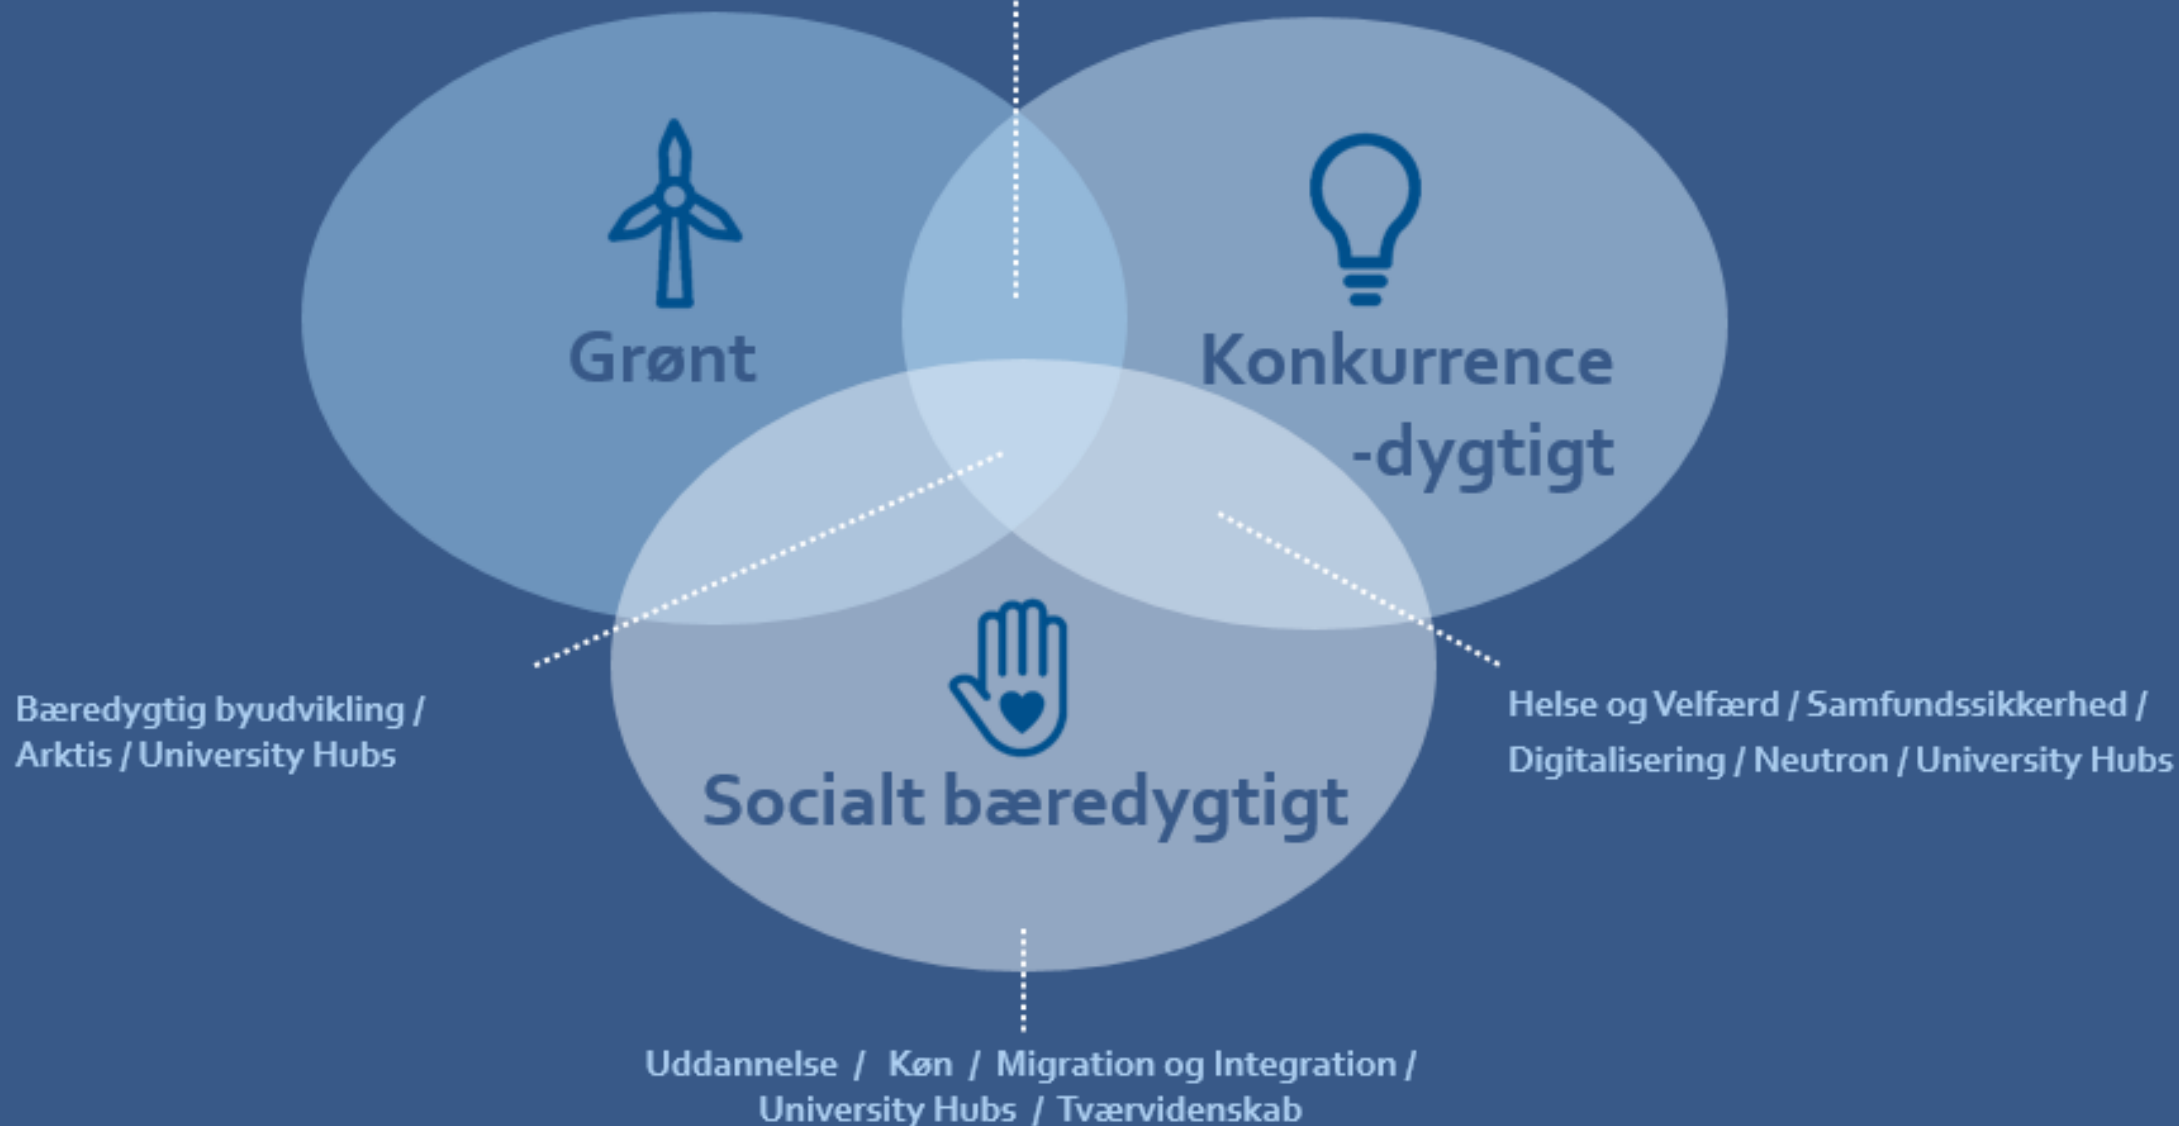 Grønt
Konkurrence
-dygtigt
Bæredygtig byudvikling /
Arktis / University Hubs
Helse og Velfærd / Samfundssikkerhed /
Digitalisering / Neutron / University Hubs
Socialt bæredygtigt
Uddannelse / Køn / Migration og Integration /
University Hubs / Tværvidenskab